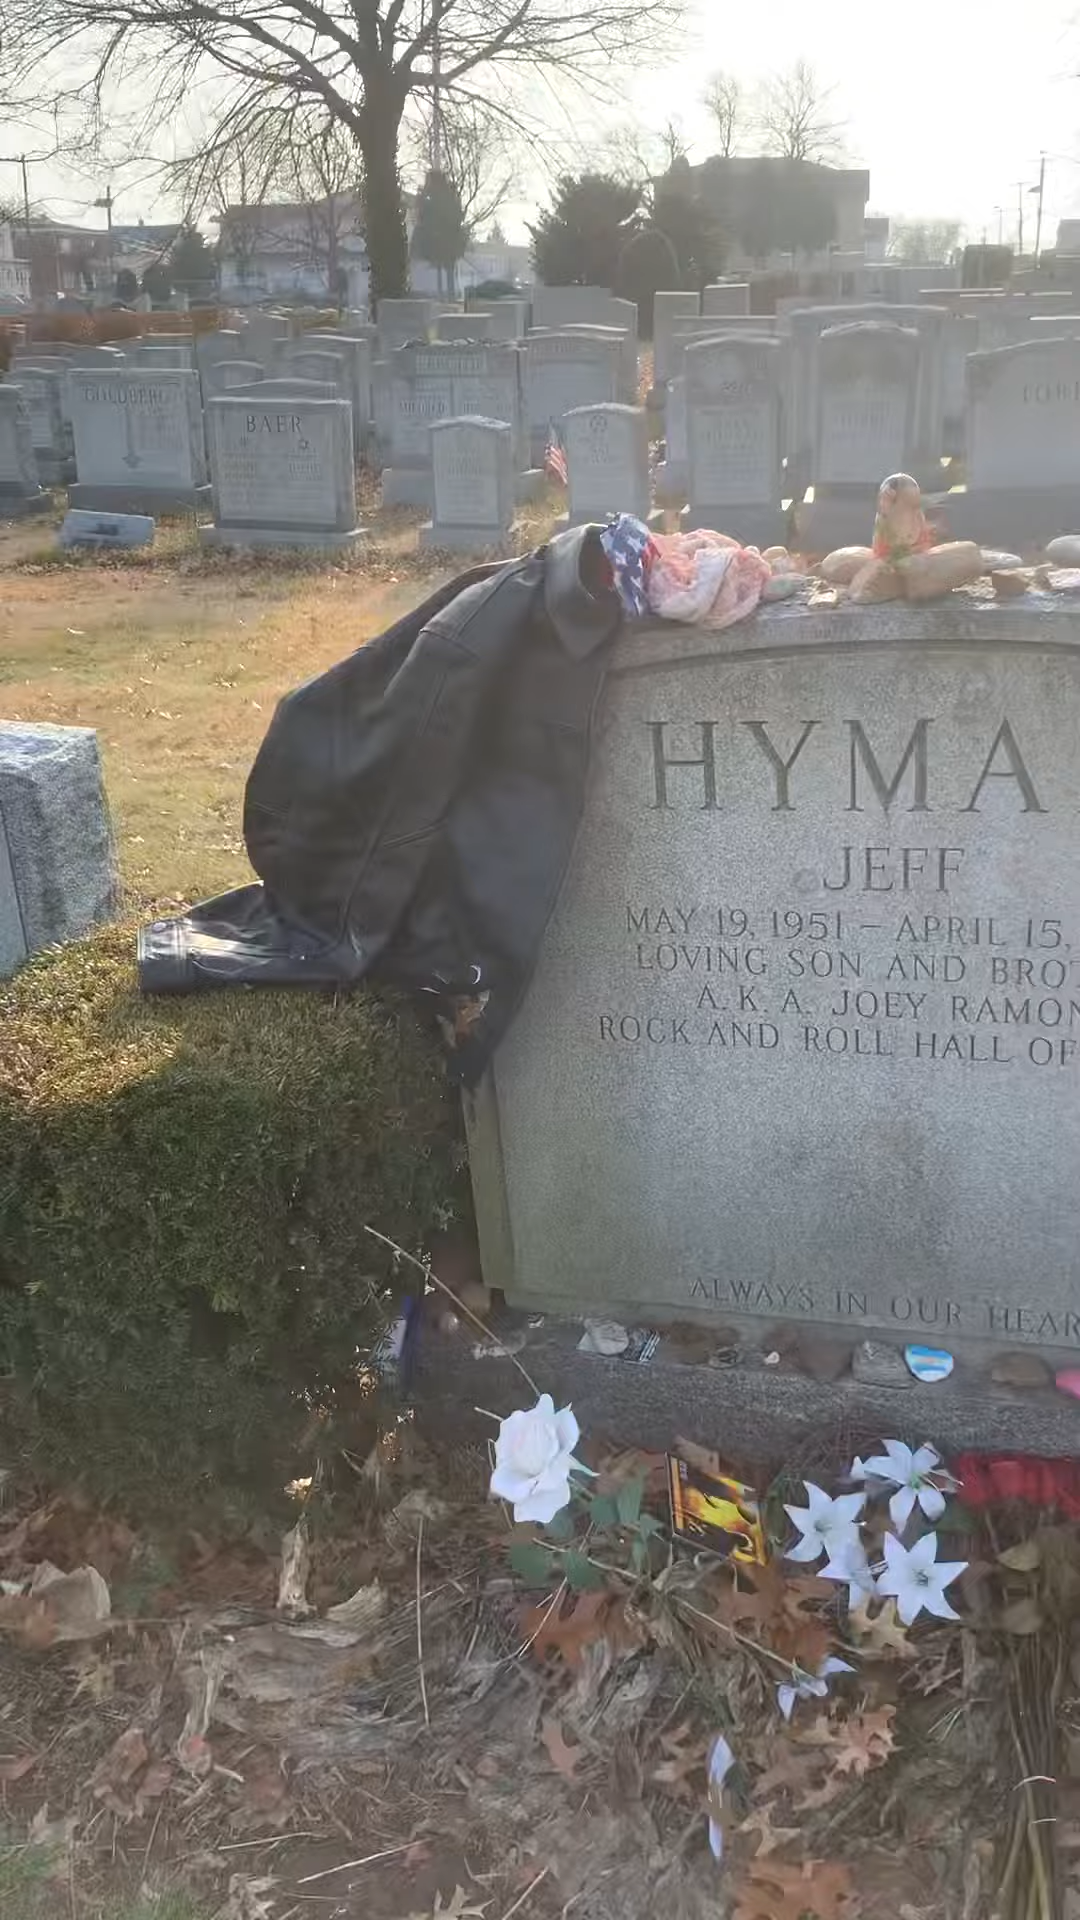 GOLDBERG
BAER
HYMA
JEFF
MAY 19, 1951 – APRIL 15,
LOVING SON AND BROT
A. K. A. JOEY RAMON
ROCK AND ROLL HALL OF
ALWAYS IN OUR HEAR